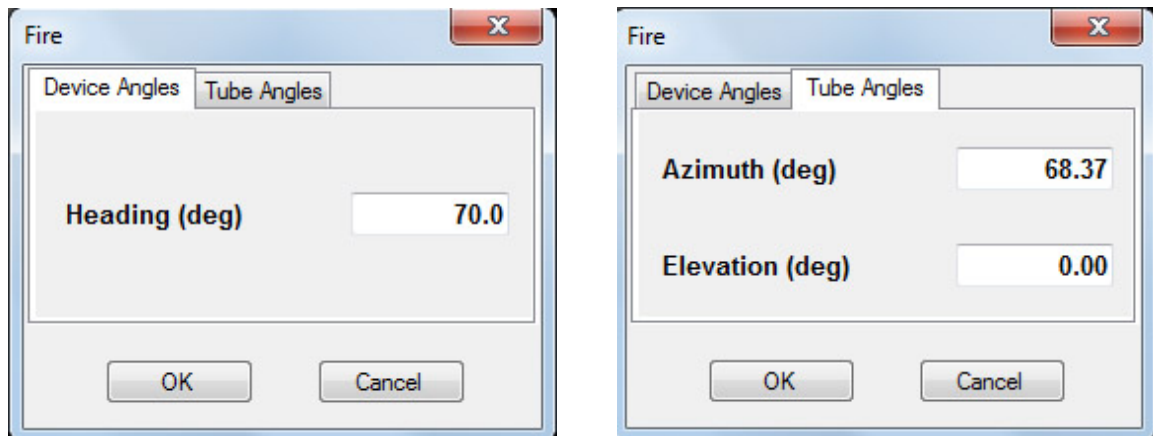 Fire
Device Angles Tube Angles
Heading (deg) 70.0
OK Cancel
Fire
Device Angles Tube Angles
Azimuth (deg) 68.37
Elevation (deg) 0.00
OK Cancel